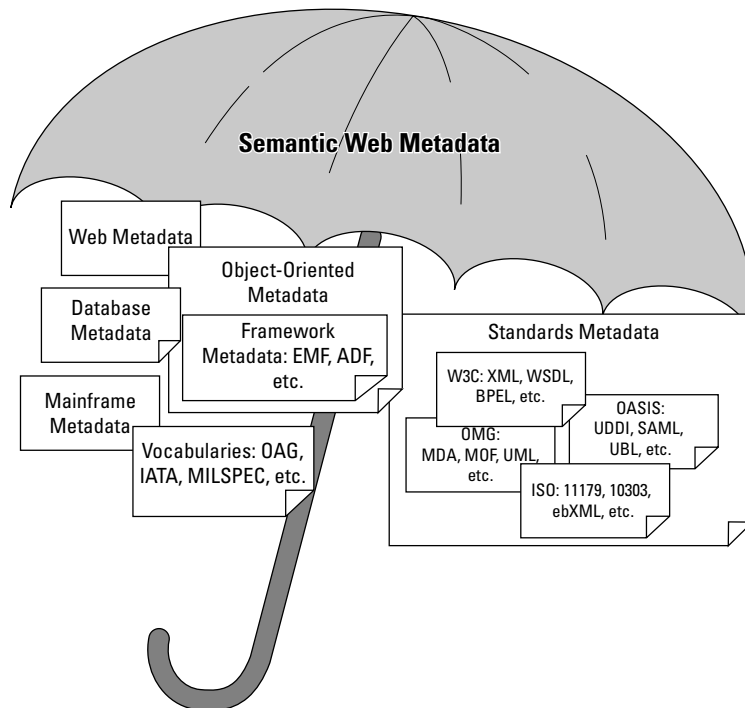 Semantic Web Metadata
Web Metadata
Object-Oriented
Metadata
Database
Metadata
Framework
Metadata: EMF, ADF,
etc.
Mainframe
Metadata
Vocabularies: OAG,
IATA, MILSPEC, etc.
Standards Metadata
W3C: XML, WSDL,
BPEL, etc.
OASIS:
UDDI, SAML,
UBL, etc.
OMG:
MDA, MOF, UML,
etc.
ISO: 11179, 10303,
ebXML, etc.